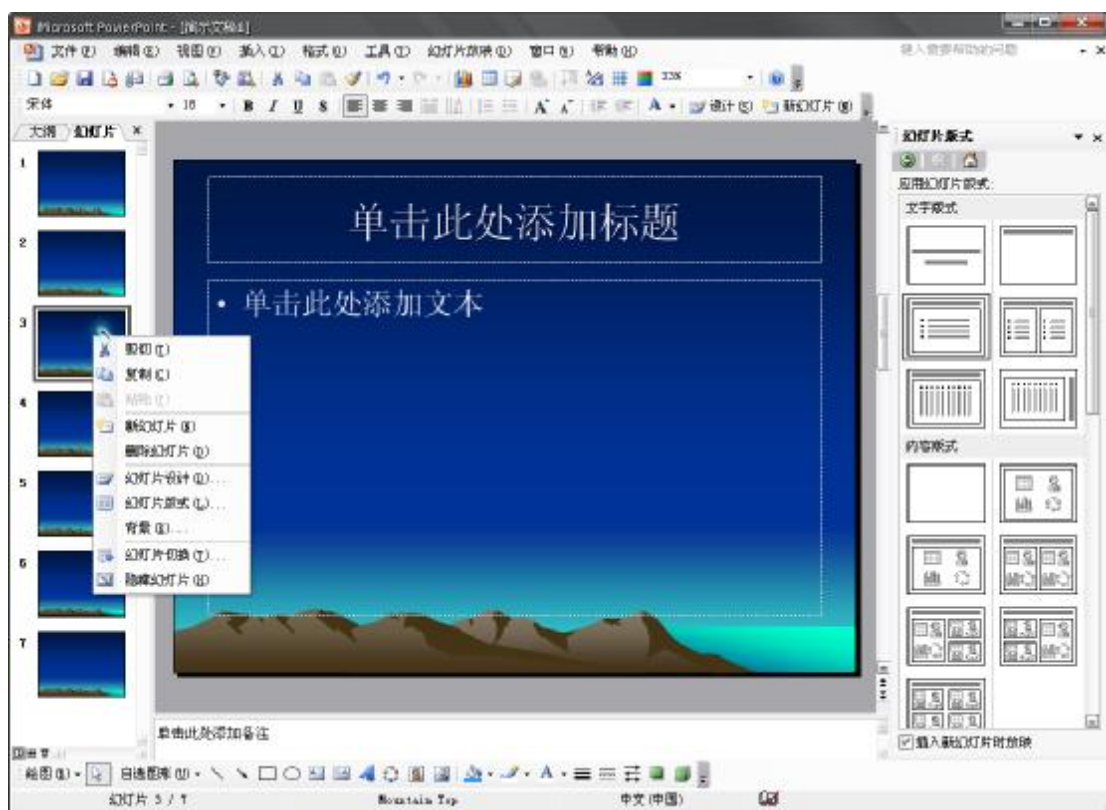 Microsoft PowerPoint - [演示文稿1]
文件(F) 编辑(E) 视图(V) 插入(I) 格式(O) 工具(T) 幻灯片放映(D) 窗口(W) 帮助(H) 键入需要帮助的问题
33%
宋体 18 B I U S A A A 设计(S) 新幻灯片(N)
大纲 幻灯片 × 幻灯片版式
应用幻灯片版式:
文字版式
1
单击此处添加标题
2
• 单击此处添加文本
3
剪切(T)
复制(C)
粘贴(P)
4
新幻灯片(N)
删除幻灯片(D)
内容版式
5
幻灯片设计(D)...
幻灯片版式(L)...
背景(K)...
6
幻灯片切换(T)...
隐藏幻灯片(H)
7
单击此处添加备注
插入新幻灯片时放映
绘图(R) 自选图形(U) A
幻灯片 3 / 7 Mountain Top 中文(中国)